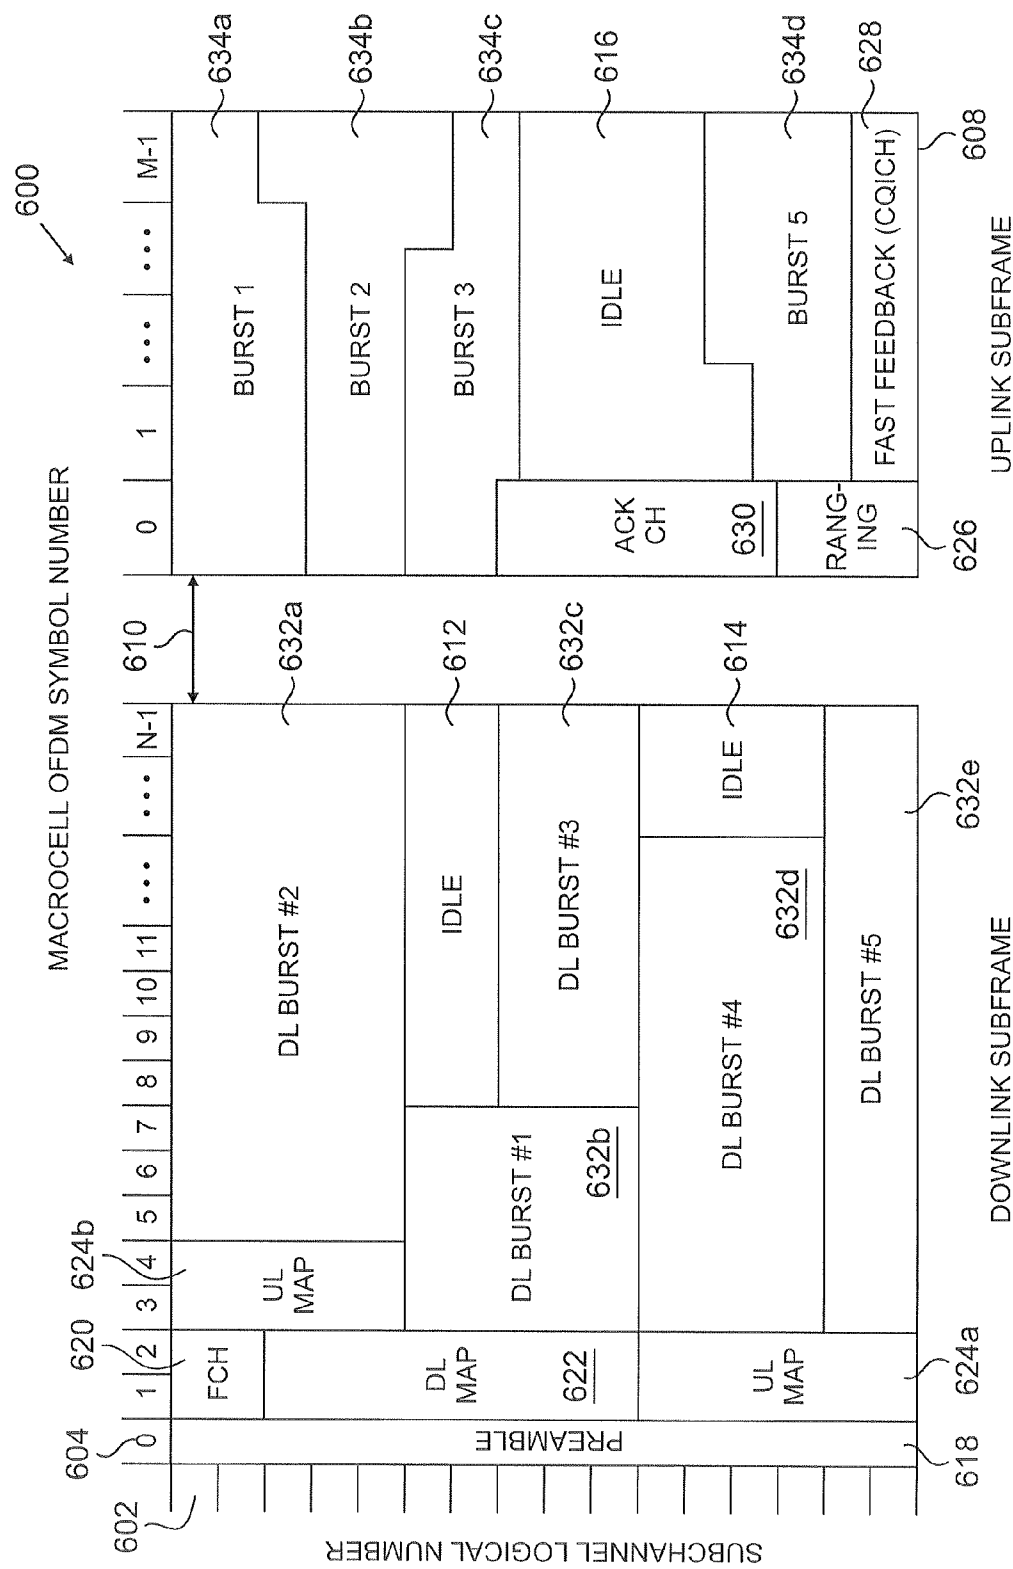 600
MACROCELL OFDM SYMBOL NUMBER
602
604
620
624b
610
0
1
2
3
4
5
6
7
8
9
10
11
••••
••••
N-1
0
1
••••
••••
M-1
SUBCHANNEL LOGICAL NUMBER
PREAMBLE
FCH
DL
MAP
622
UL
MAP
UL
MAP
DL BURST #2
DL BURST #1
632b
IDLE
DL BURST #3
DL BURST #4
632d
IDLE
DL BURST #5
632a
612
632c
614
BURST 1
BURST 2
BURST 3
ACK
CH
630
IDLE
BURST 5
RANG-
ING
FAST FEEDBACK (CQICH)
634a
634b
634c
616
634d
628
618
624a
632e
626
608
DOWNLINK SUBFRAME
UPLINK SUBFRAME